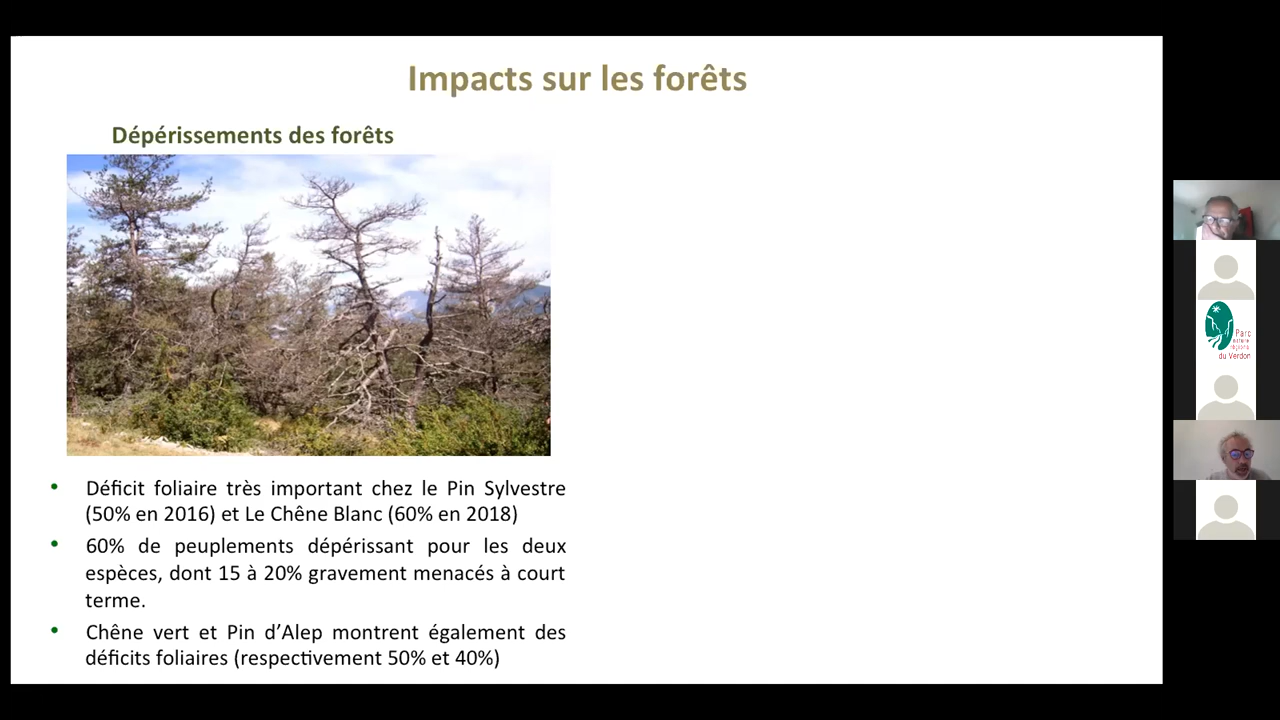 Impacts sur les forêts
Dépérissements des forêts
• Déficit foliaire très important chez le Pin Sylvestre
(50% en 2016) et Le Chêne Blanc (60% en 2018)
• 60% de peuplements dépérissant pour les deux
espèces, dont 15 à 20% gravement menacés à court
terme.
• Chêne vert et Pin d’Alep montrent également des
déficits foliaires (respectivement 50% et 40%)
Parc
du Verdon